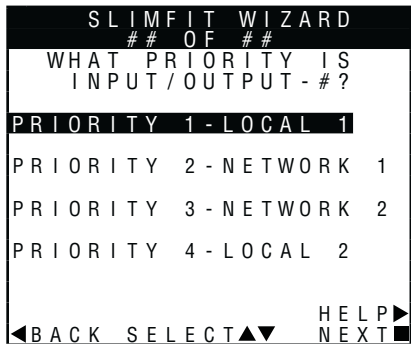 SLIMFIT WIZARD
## OF ##
WHAT PRIORITY IS
INPUT/OUTPUT-#?
PRIORITY 1-LOCAL 1
PRIORITY 2-NETWORK 1
PRIORITY 3-NETWORK 2
PRIORITY 4-LOCAL 2
HELP▶
◀BACK SELECT▲▼ NEXT■